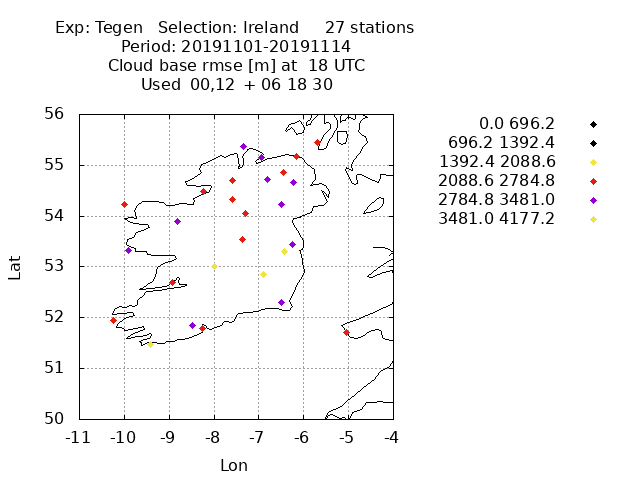 Exp: Tegen   Selection: Ireland     27 stations
Period: 20191101-20191114
Cloud base rmse [m] at  18 UTC
Used  00,12  + 06 18 30
0.0 696.2
696.2 1392.4
1392.4 2088.6
2088.6 2784.8
2784.8 3481.0
3481.0 4177.2
56
55
54
53
52
51
50
Lat
-11 -10 -9 -8 -7 -6 -5 -4
Lon